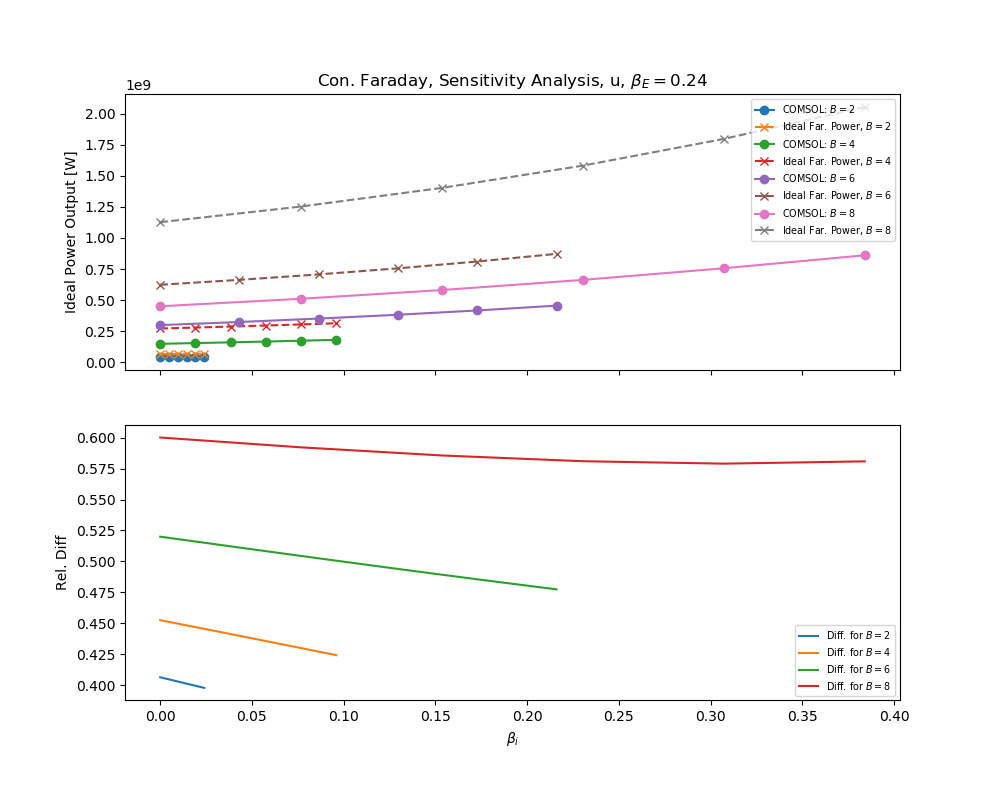 Con. Faraday, Sensitivity Analysis, u, β_E = 0.24
1e9
Ideal Power Output [W]
2.00
1.75
1.50
1.25
1.00
0.75
0.50
0.25
0.00
COMSOL: B = 2
Ideal Far. Power, B = 2
COMSOL: B = 4
Ideal Far. Power, B = 4
COMSOL: B = 6
Ideal Far. Power, B = 6
COMSOL: B = 8
Ideal Far. Power, B = 8
Rel. Diff
0.600
0.575
0.550
0.525
0.500
0.475
0.450
0.425
0.400
Diff. for B = 2
Diff. for B = 4
Diff. for B = 6
Diff. for B = 8
0.00 0.05 0.10 0.15 0.20 0.25 0.30 0.35 0.40
β_i